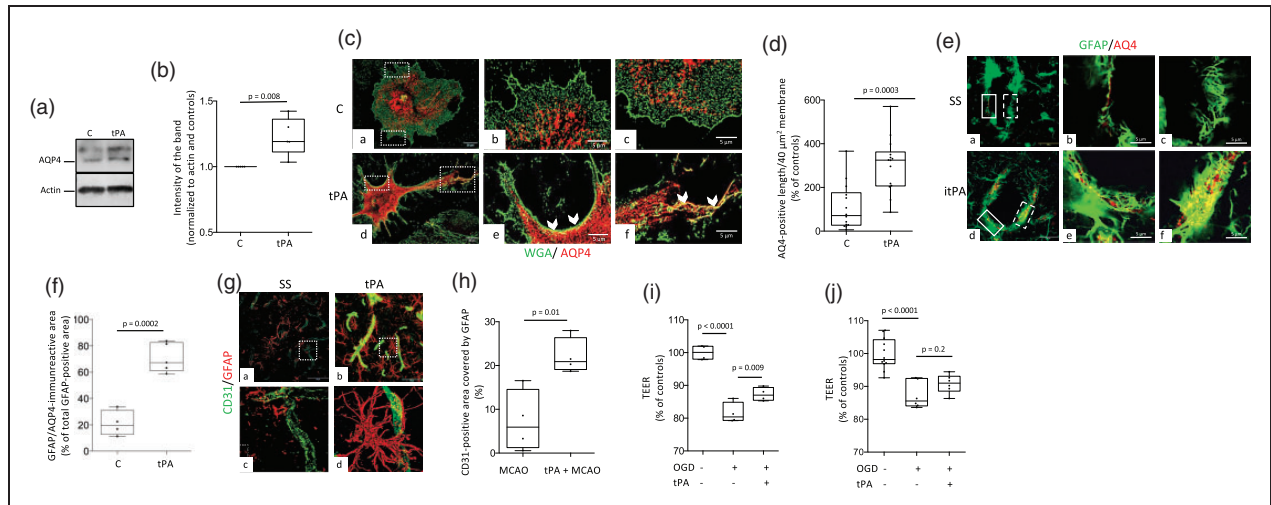 (a)
C tPA
AQP4
Actin
(b)
Intensity of the band
(normalized to actin and controls)
1.5
1.0
0.5
p = 0.008
C tPA
(c)
C
tPA
a b c
5 µm 5 µm
d e f
5 µm 5 µm
WGA/ AQP4
(d)
AQ4-positive length/40 µm² membrane
(% of controls)
600
400
200
0
p = 0.0003
C tPA
(e)
GFAP/AQ4
SS
itPA
a b c
5 µm 5 µm
d e f
5 µm 5 µm
(f)
GFAP/AQP4-immunreactive area
(% of total GFAP-positive area)
100
80
60
40
20
0
p = 0.0002
C tPA
(g)
SS tPA
CD31/GFAP
a b
c d
(h)
CD31-positive area covered by GFAP
(%)
30
20
10
0
p = 0.01
MCAO tPA + MCAO
(i)
TEER
(% of controls)
110
100
90
80
70
p < 0.0001
p = 0.009
OGD - + +
tPA - - +
(j)
TEER
(% of controls)
110
100
90
80
70
p < 0.0001
p = 0.2
OGD - + +
tPA - - +